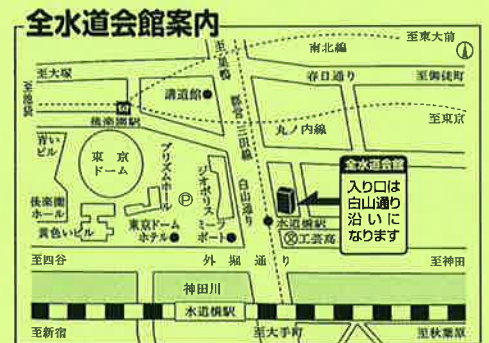 全水道会館案内
至東大前
南北線
至巣鴨
至大塚
春日通り
至御徒町
講道館
至池袋
後楽園駅
都営三田線
丸ノ内線
至東京
青いビル
東京ドーム
プリズムホール
ジオポリス
白山通り
全水道会館
入り口は
白山通り
沿いに
なります
後楽園ホール
黄色いビル
東京ドームホテル
ミーツポート
水道橋駅
工芸高
至四谷
外堀通り
至神田
神田川
水道橋駅
至新宿
至大手町
至秋葉原